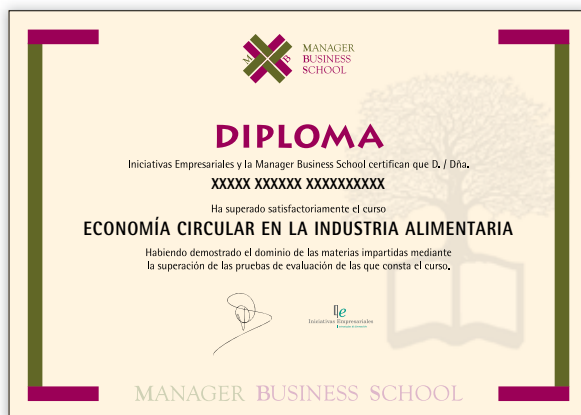 MANAGER
BUSINESS
SCHOOL
M B
DIPLOMA
Iniciativas Empresariales y la Manager Business School certifican que D. / Dña.
XXXXX XXXXXX XXXXXXXXXX
Ha superado satisfactoriamente el curso
ECONOMÍA CIRCULAR EN LA INDUSTRIA ALIMENTARIA
Habiendo demostrado el dominio de las materias impartidas mediante
la superación de las pruebas de evaluación de las que consta el curso.
Ie
Iniciativas Empresariales
MANAGER BUSINESS SCHOOL